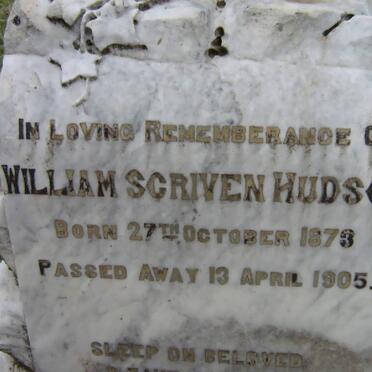 IN LOVING REMEMBERANCE O
WILLIAM SCRIVEN HUDS
BORN 27TH OCTOBER 1873
PASSED AWAY 13 APRIL 1905.
SLEEP ON BELOVED